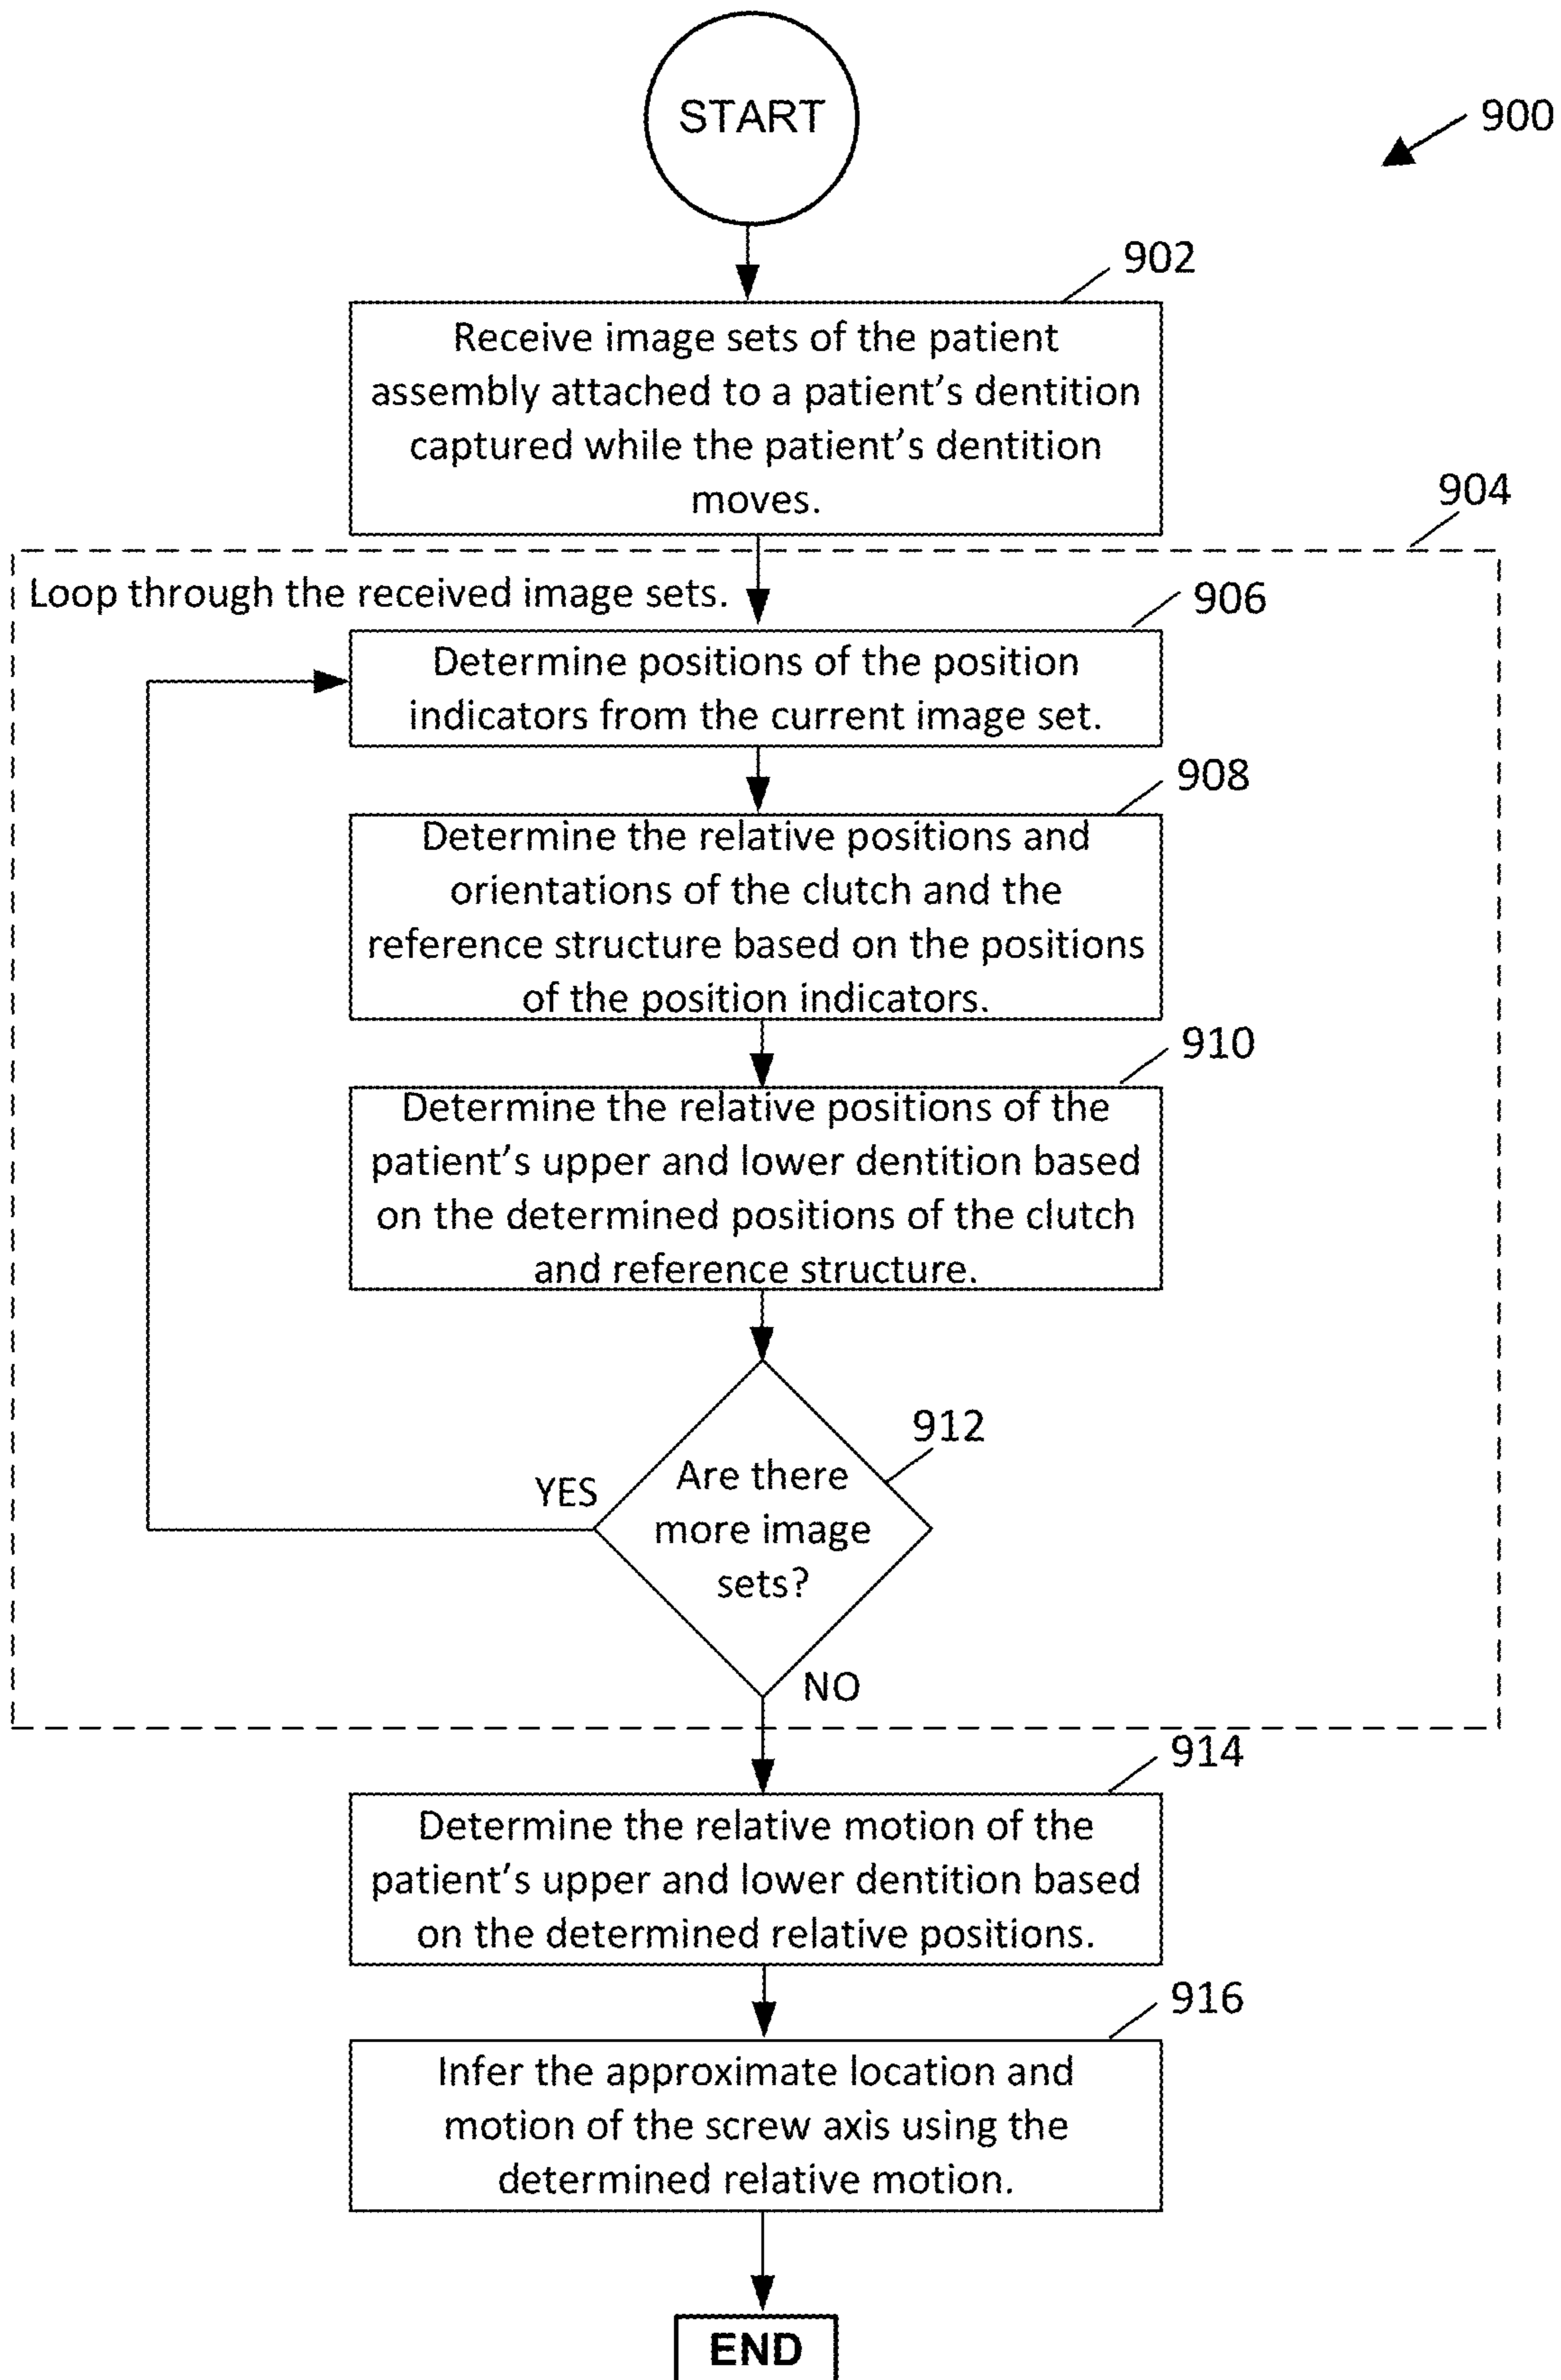 START
900
902
Receive image sets of the patient
assembly attached to a patient's dentition
captured while the patient's dentition
moves.
904
Loop through the received image sets.
906
Determine positions of the position
indicators from the current image set.
908
Determine the relative positions and
orientations of the clutch and the
reference structure based on the positions
of the position indicators.
910
Determine the relative positions of the
patient's upper and lower dentition based
on the determined positions of the clutch
and reference structure.
912
Are there
more image
sets?
YES
NO
914
Determine the relative motion of the
patient's upper and lower dentition based
on the determined relative positions.
916
Infer the approximate location and
motion of the screw axis using the
determined relative motion.
END